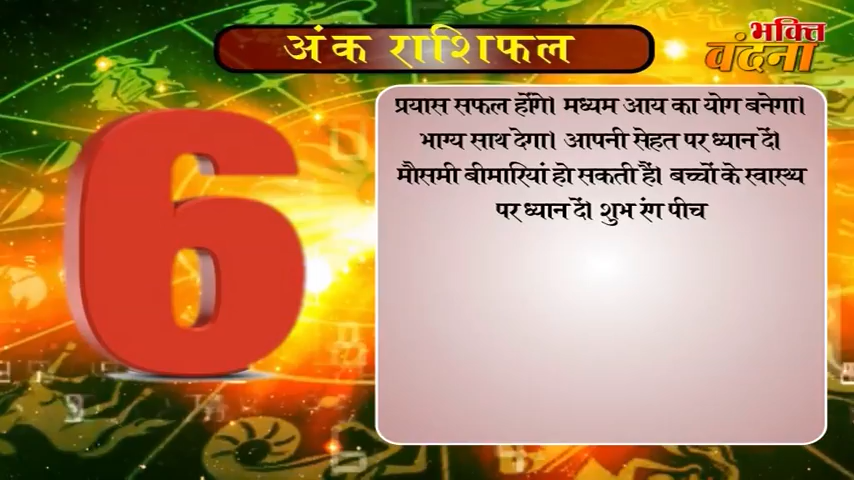 अंक राशिफल
भक्ति
वंदना
6
प्रयास सफल होंगे। मध्यम आय का योग बनेगा।
भाग्य साथ देगा। आपनी सेहत पर ध्यान दें।
मौसमी बीमारियां हो सकती हैं। बच्चों के स्वास्थ्य
पर ध्यान दें। शुभ रंग पीच